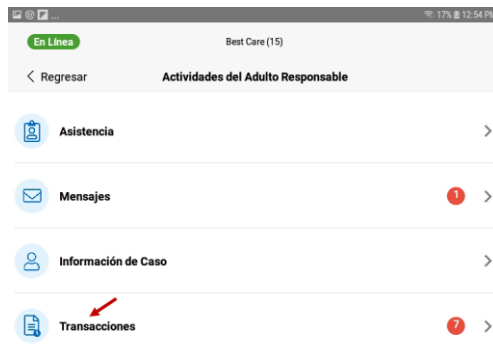 ... 17% 12:54 PM
En Línea
Best Care (15)
Regresar
Actividades del Adulto Responsable
Asistencia
Mensajes
1
Información de Caso
Transacciones
7